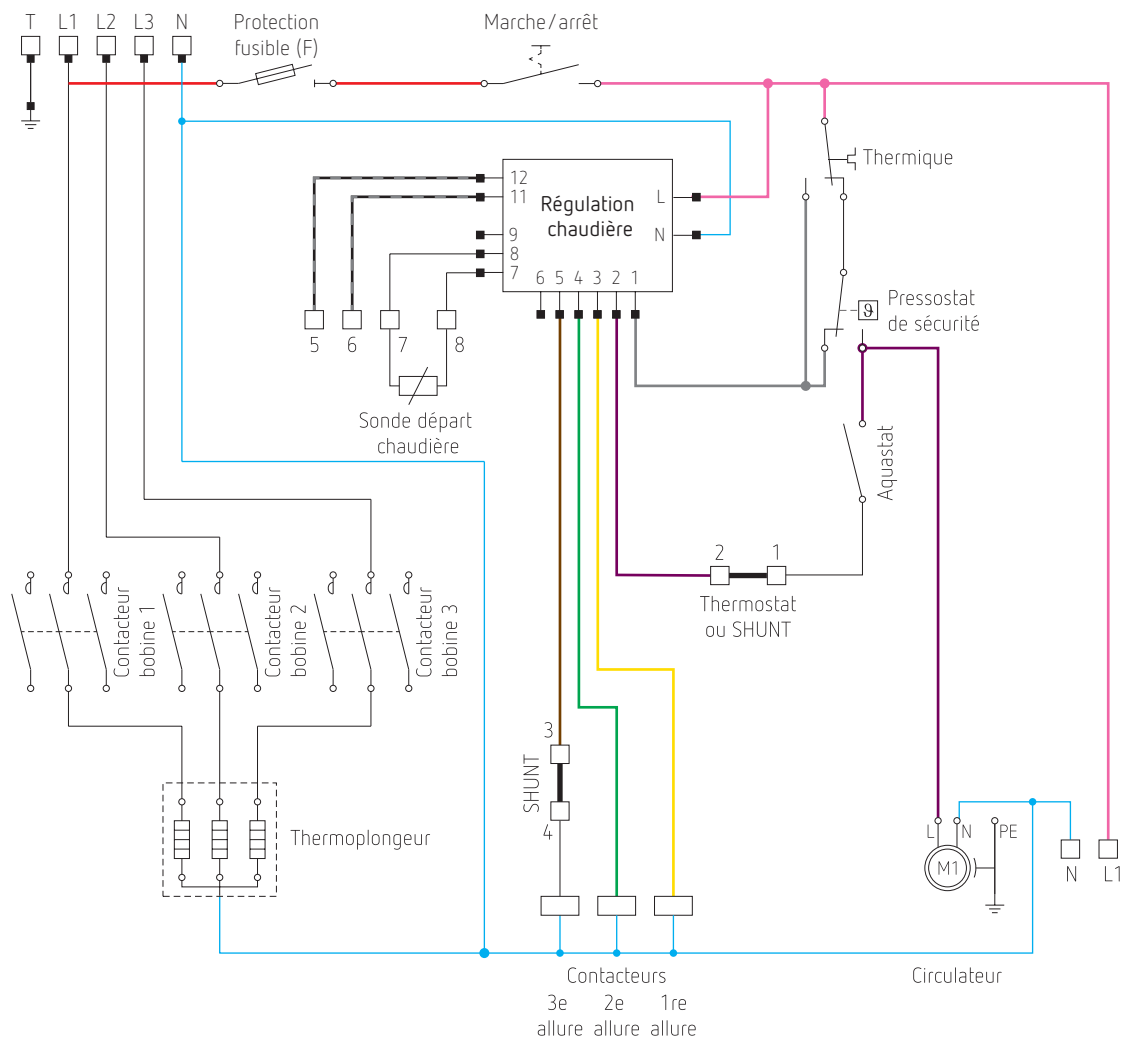 T L1 L2 L3 N
Protection
fusible (F)
Marche/arrêt
Thermique
12
11
9
8
7
Régulation
chaudière
L
N
6 5 4 3 2 1
Pressostat
de sécurité
ϑ
5 6 7 8
Sonde départ
chaudière
Aquastat
2 1
Thermostat
ou SHUNT
Contacteur
bobine 1
Contacteur
bobine 2
Contacteur
bobine 3
3
SHUNT
4
Thermoplongeur
L N PE
M1
N L1
Contacteurs
3e
allure
2e
allure
1re
allure
Circulateur